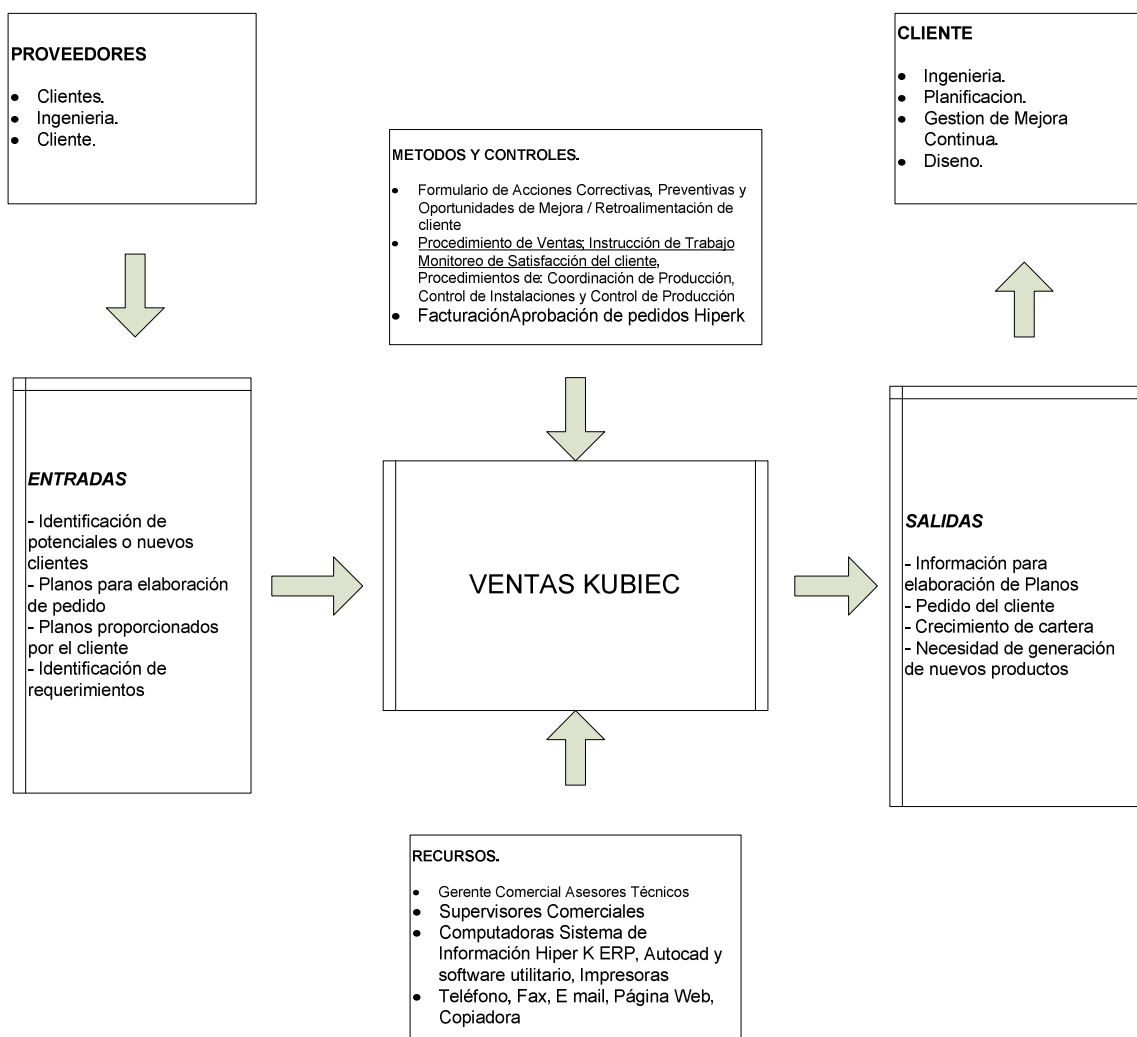 PROVEEDORES
● Clientes.
● Ingenieria.
● Cliente.
CLIENTE
● Ingenieria.
● Planificacion.
● Gestion de Mejora
Continua.
● Diseno.
METODOS Y CONTROLES.
● Formulario de Acciones Correctivas, Preventivas y
Oportunidades de Mejora / Retroalimentación de
cliente
● Procedimiento de Ventas; Instrucción de Trabajo
Monitoreo de Satisfacción del cliente,
Procedimientos de: Coordinación de Producción,
Control de Instalaciones y Control de Producción
● FacturaciónAprobación de pedidos Hiperk
ENTRADAS
- Identificación de
potenciales o nuevos
clientes
- Planos para elaboración
de pedido
- Planos proporcionados
por el cliente
- Identificación de
requerimientos
VENTAS KUBIEC
SALIDAS
- Información para
elaboración de Planos
- Pedido del cliente
- Crecimiento de cartera
- Necesidad de generación
de nuevos productos
RECURSOS.
● Gerente Comercial Asesores Técnicos
● Supervisores Comerciales
● Computadoras Sistema de
Información Hiper K ERP, Autocad y
software utilitario, Impresoras
● Teléfono, Fax, E mail, Página Web,
Copiadora